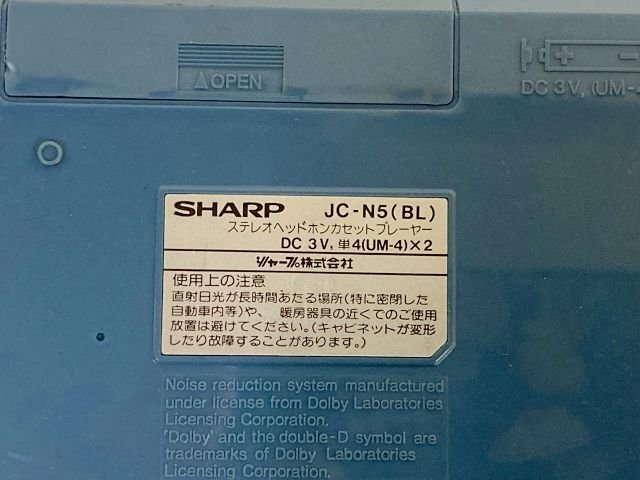 △OPEN
DC 3V, (UM-4
SHARP JC-N5(BL)
ステレオヘッドホンカセットプレーヤー
DC 3V, 単4(UM-4)×2
シャープ株式会社
使用上の注意
直射日光が長時間あたる場所(特に密閉した
自動車内等)や、暖房器具の近くでのご使用
放置は避けてください。(キャビネットが変形
したり故障することがあります。)
Noise reduction system manufactured
under license from Dolby Laboratories
Licensing Corporation.
'Dolby' and the double-D symbol are
trademarks of Dolby Laboratories
Licensing Corporation.